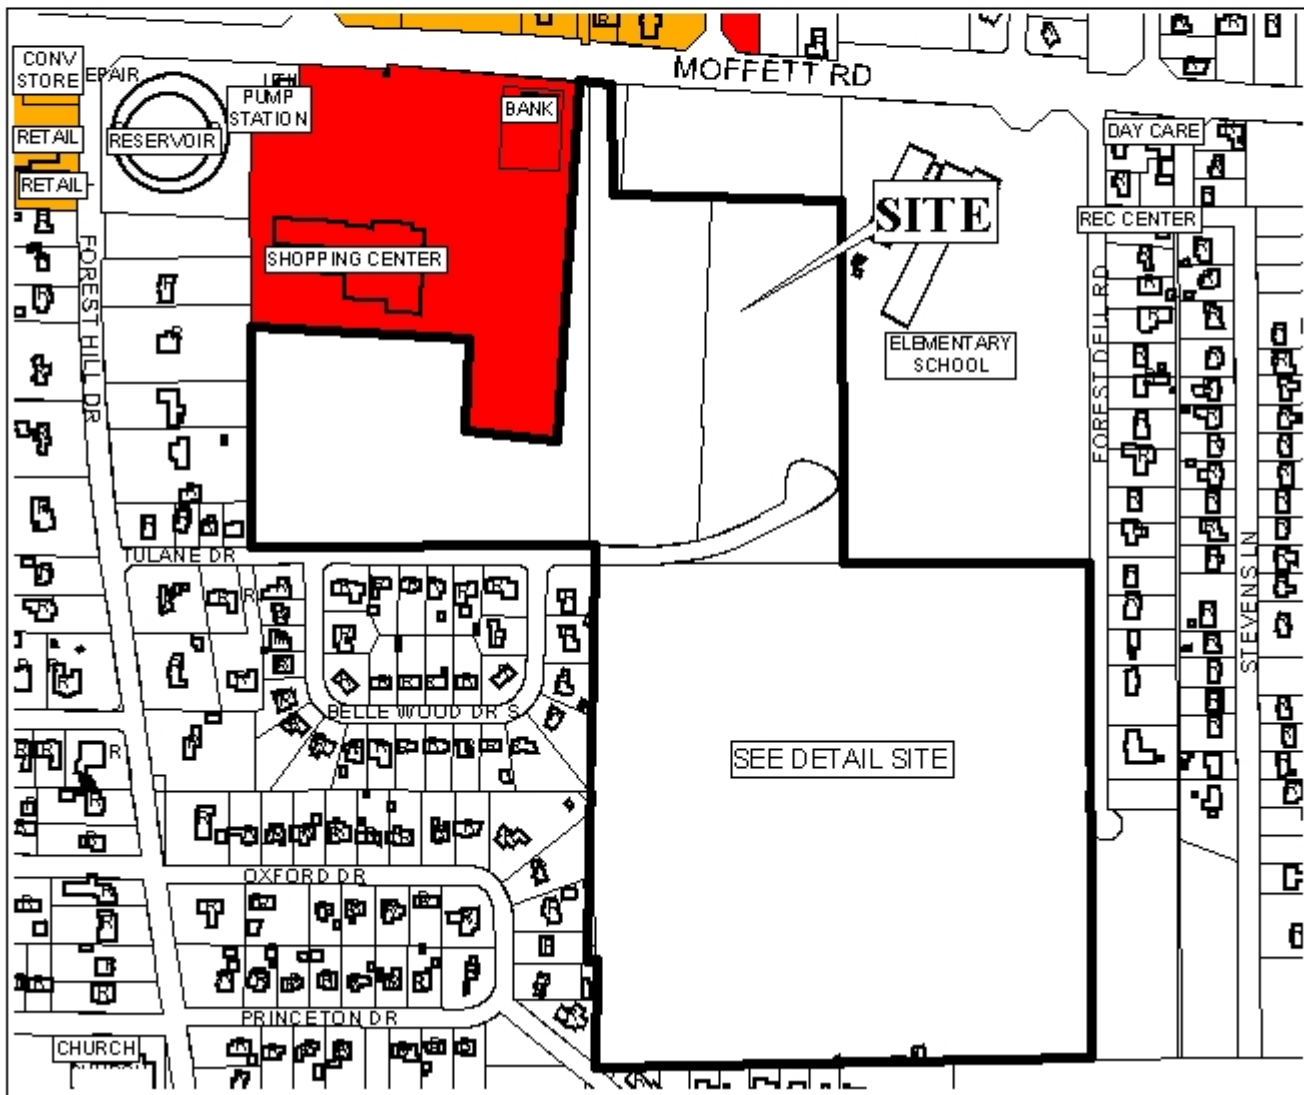 MOFFETT RD
CONV
STORE
EPAIR
PUMP
STATION
BANK
RETAIL
RESERVOIR
DAY CARE
RETAIL
SITE
REC CENTER
SHOPPING CENTER
FOREST HILL DR
FOREST DELL RD
ELEMENTARY
SCHOOL
TULANE DR
STEVENS LN
BELLE WOOD DR S
SEE DETAIL SITE
OXFORD DR
PRINCETON DR
CHURCH